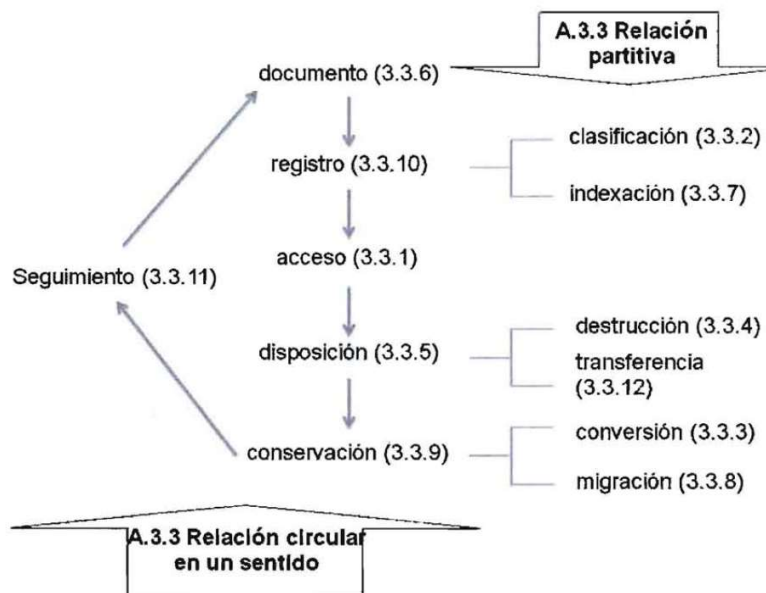 A.3.3 Relación
partitiva
documento (3.3.6)
clasificación (3.3.2)
registro (3.3.10)
indexación (3.3.7)
acceso (3.3.1)
Seguimiento (3.3.11)
destrucción (3.3.4)
disposición (3.3.5)
transferencia
(3.3.12)
conversión (3.3.3)
conservación (3.3.9)
migración (3.3.8)
A.3.3 Relación circular
en un sentido